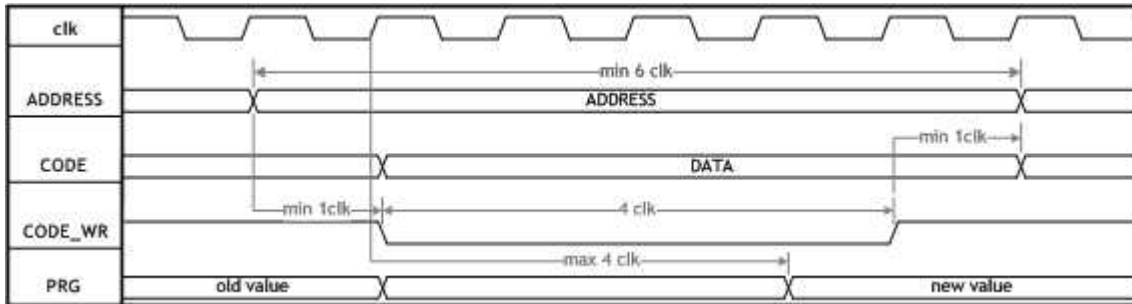 clk
min 6 clk
ADDRESS ADDRESS
min 1clk
CODE DATA
min 1clk 4 clk
CODE_WR
max 4 clk
PRG old value new value